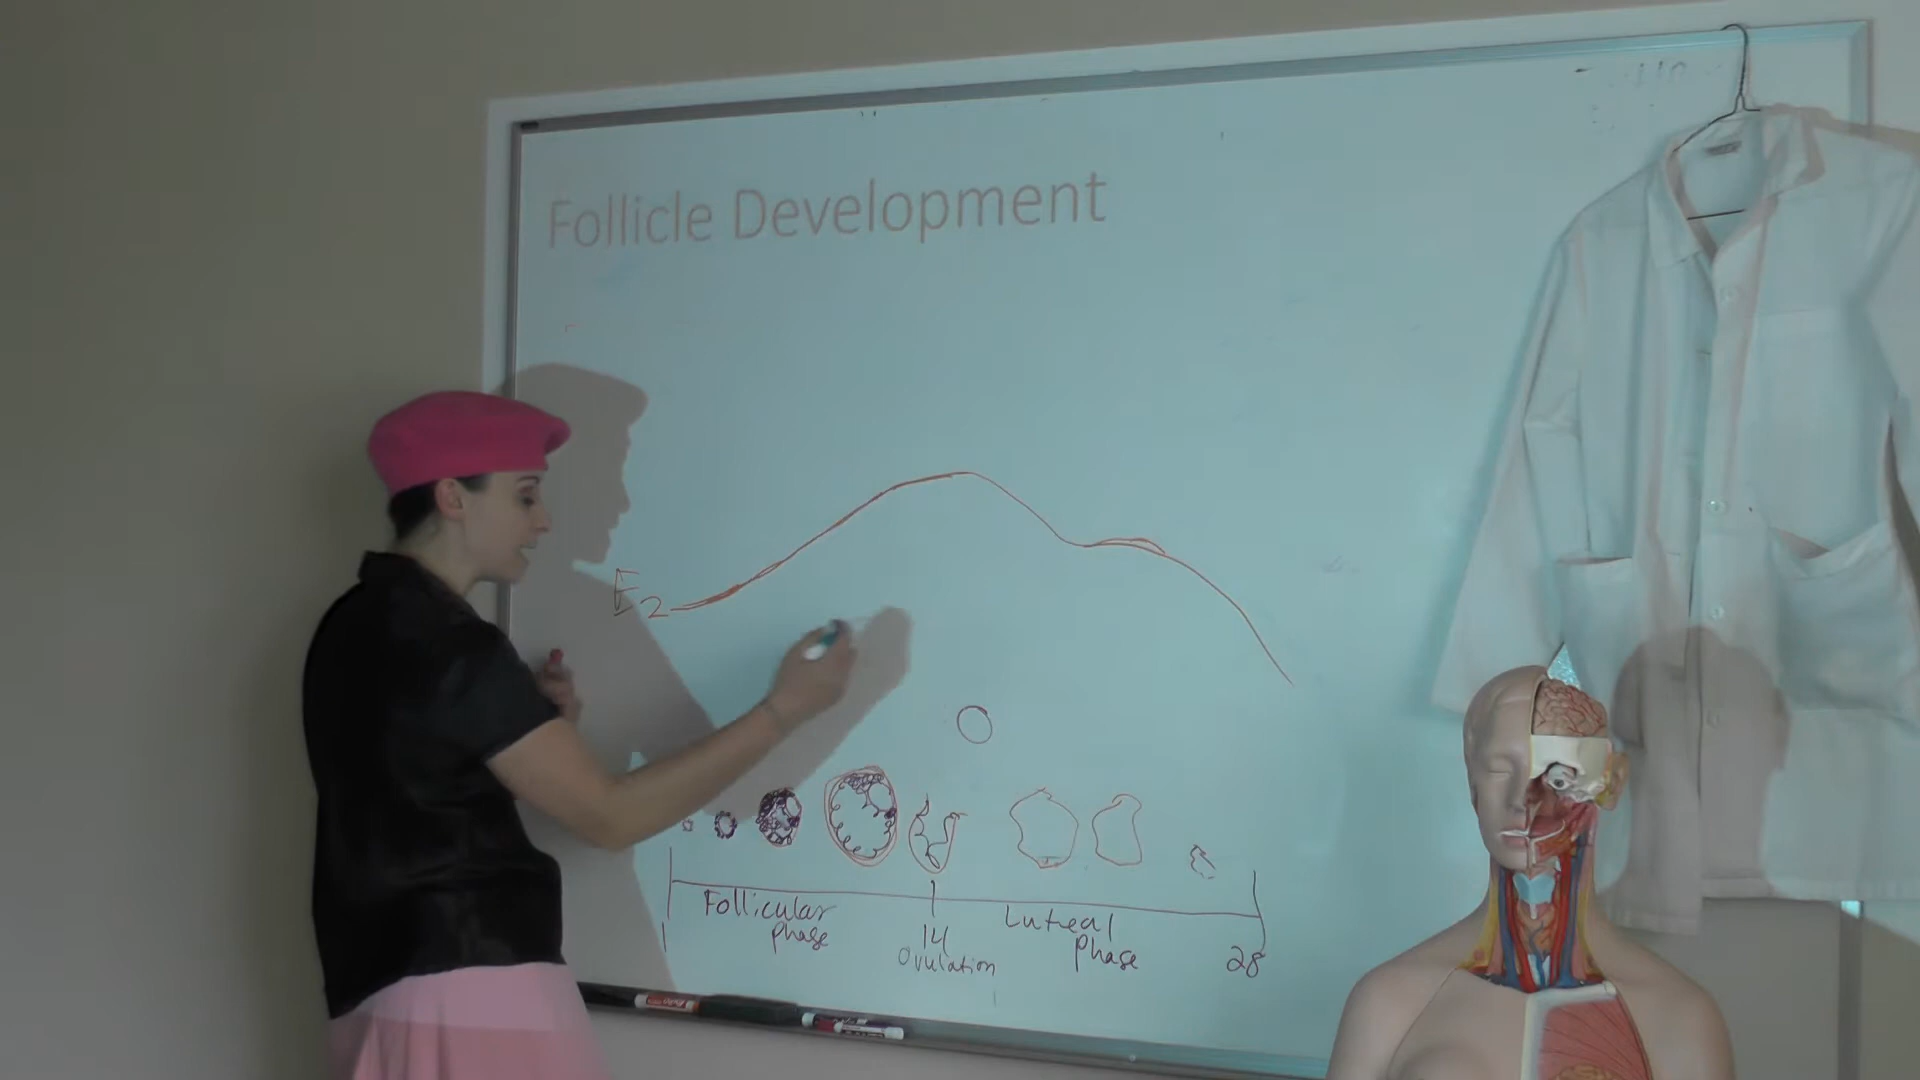 Follicle Development
E2
Follicular
phase
Luteal
Phase
1
14
ovulation
28